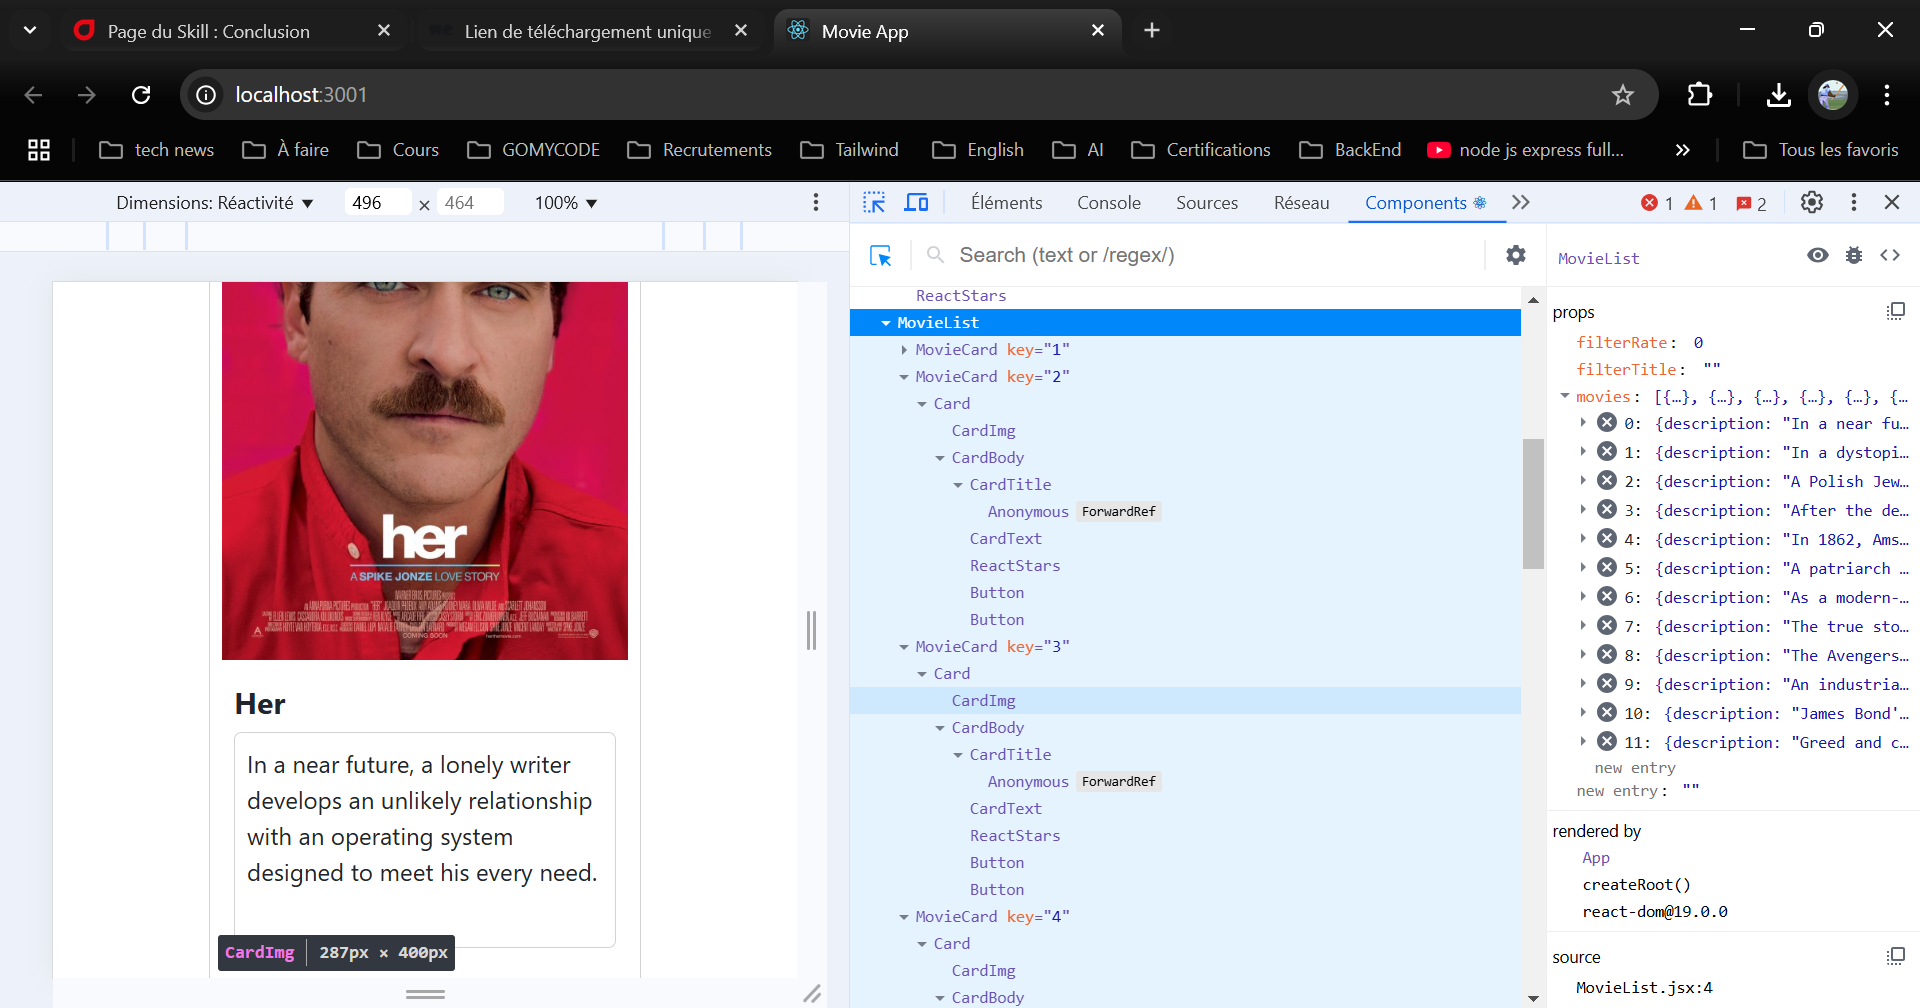 Page du Skill : Conclusion
Lien de téléchargement unique
Movie App
localhost:3001
tech news
À faire
Cours
GOMYCODE
Recrutements
Tailwind
English
AI
Certifications
BackEnd
node js express full...
Tous les favoris
Dimensions: Réactivité
496 × 464
100%
Éléments
Console
Sources
Réseau
Components
1
1
2
her
A SPIKE JONZE LOVE STORY
COMING SOON
Her
In a near future, a lonely writer
develops an unlikely relationship
with an operating system
designed to meet his every need.
CardImg 287px × 400px
Search (text or /regex/)
ReactStars
MovieList
MovieCard key="1"
MovieCard key="2"
Card
CardImg
CardBody
CardTitle
Anonymous ForwardRef
CardText
ReactStars
Button
Button
MovieCard key="3"
Card
CardImg
CardBody
CardTitle
Anonymous ForwardRef
CardText
ReactStars
Button
Button
MovieCard key="4"
Card
CardImg
CardBody
MovieList
props
filterRate: 0
filterTitle: ""
movies: [{…}, {…}, {…}, {…}, {…}, {…
0: {description: "In a near fu…
1: {description: "In a dystopi…
2: {description: "A Polish Jew…
3: {description: "After the de…
4: {description: "In 1862, Ams…
5: {description: "A patriarch …
6: {description: "As a modern-…
7: {description: "The true sto…
8: {description: "The Avengers…
9: {description: "An industria…
10: {description: "James Bond'…
11: {description: "Greed and c…
new entry
new entry: ""
rendered by
App
createRoot()
react-dom@19.0.0
source
MovieList.jsx:4